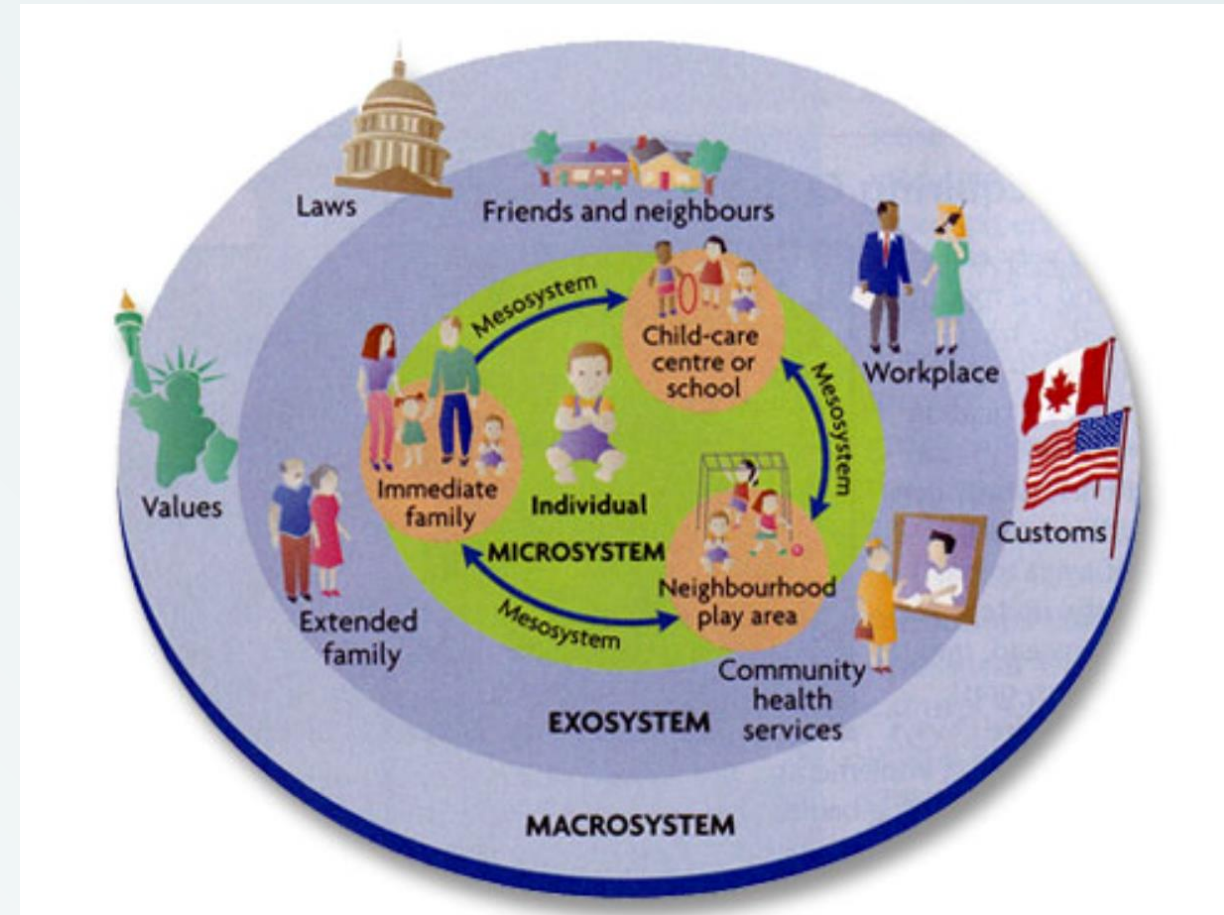 Laws
Friends and neighbours
Mesosystem
Child-care
centre or
school
Mesosystem
Workplace
Values
Immediate
family
Individual
MICROSYSTEM
Customs
Neighbourhood
play area
Mesosystem
Extended
family
Community
health
services
EXOSYSTEM
MACROSYSTEM